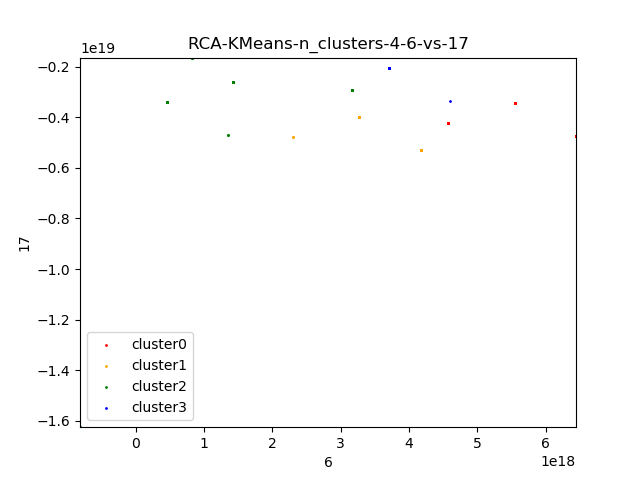 RCA-KMeans-n_clusters-4-6-vs-17
1e19
−0.2
−0.4
−0.6
−0.8
−1.0
−1.2
−1.4
−1.6
17
cluster0
cluster1
cluster2
cluster3
0 1 2 3 4 5 6
6
1e18